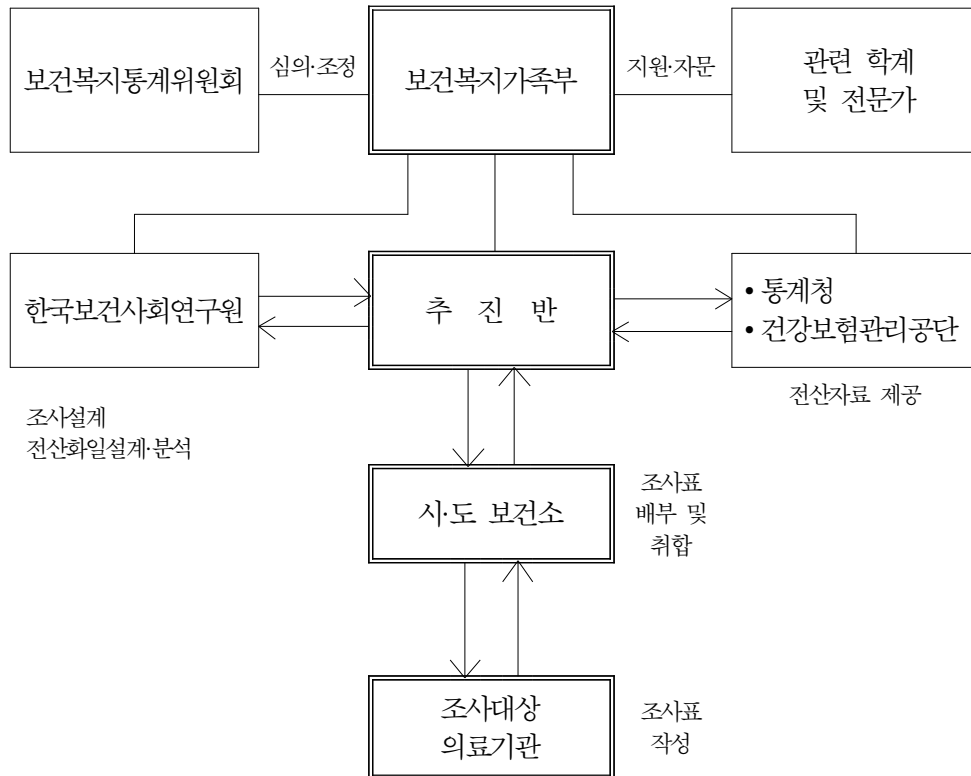 보건복지통계위원회
심의·조정
보건복지가족부
지원·자문
관련 학계
및 전문가
한국보건사회연구원
추 진 반
• 통계청
• 건강보험관리공단
조사설계
전산화일설계·분석
전산자료 제공
시·도 보건소
조사표
배부 및
취합
조사대상
의료기관
조사표
작성